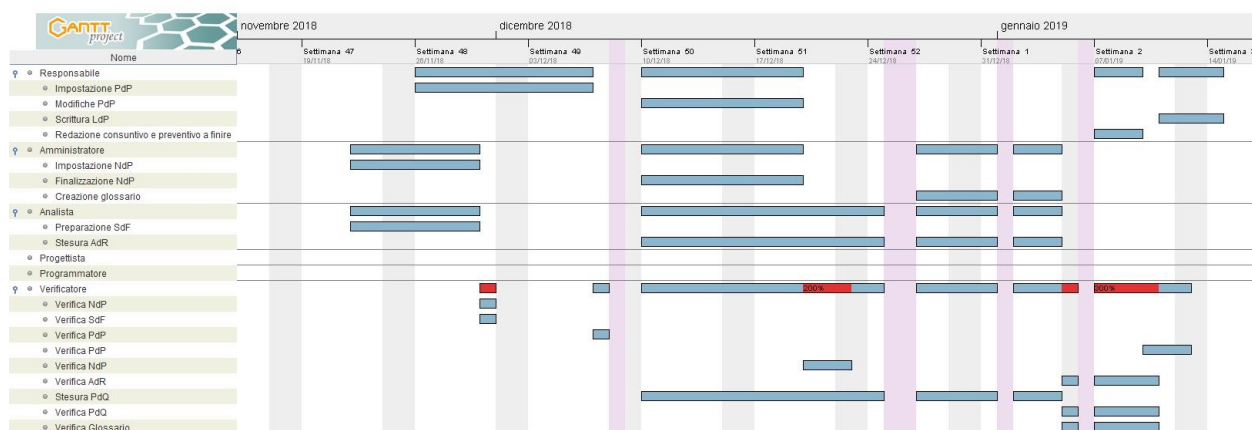 GANTT
project
novembre 2018
dicembre 2018
gennaio 2019
Nome
6
Settimana 47
19/11/18
Settimana 48
26/11/18
Settimana 49
03/12/18
Settimana 50
10/12/18
Settimana 51
17/12/18
Settimana 52
24/12/18
Settimana 1
31/12/18
Settimana 2
07/01/19
Settimana
14/01/19
Responsabile
Impostazione PdP
Modifiche PdP
Scrittura LdP
Redazione consuntivo e preventivo a finire
Amministratore
Impostazione NdP
Finalizzazione NdP
Creazione glossario
Analista
Preparazione SdF
Stesura AdR
Progettista
Programmatore
Verificatore
200%
300%
Verifica NdP
Verifica SdF
Verifica PdP
Verifica PdP
Verifica NdP
Verifica AdR
Stesura PdQ
Verifica PdQ
Verifica Glossario